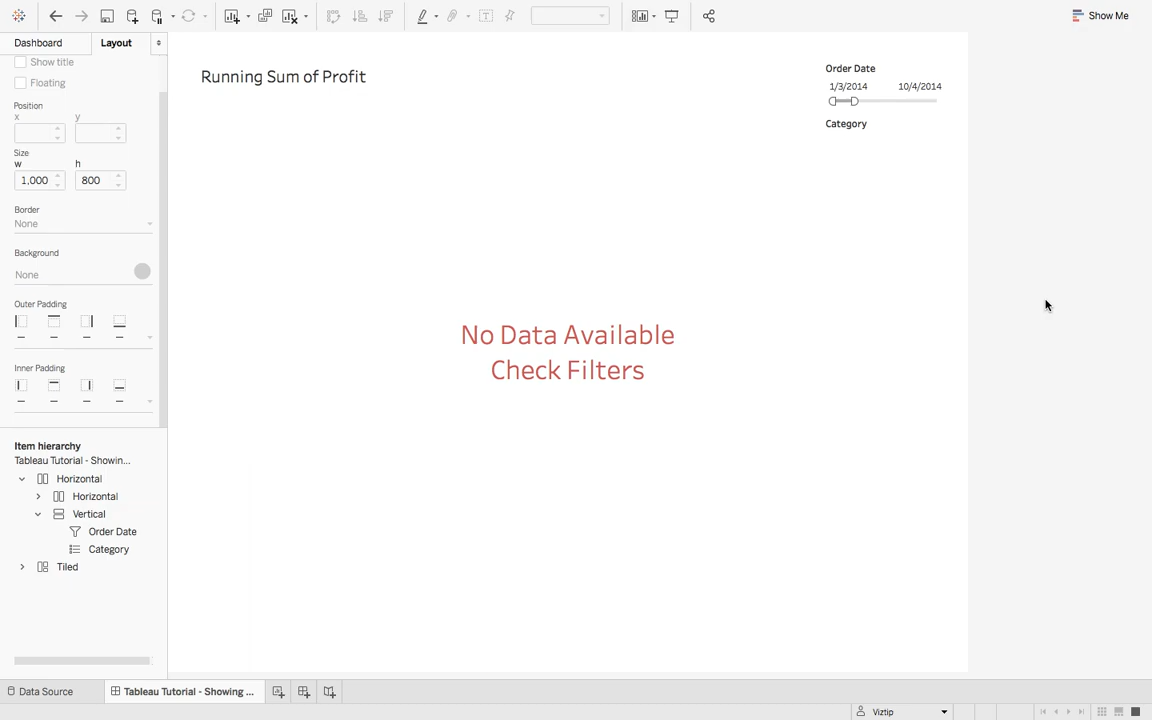 Show Me
Dashboard
Layout
Show title
Floating
Position
x y
Size
w h
1,000 800
Border
None
Background
None
Outer Padding
Inner Padding
Item hierarchy
Tableau Tutorial - Showin...
Horizontal
Horizontal
Vertical
Order Date
Category
Tiled
Running Sum of Profit
Order Date
1/3/2014 10/4/2014
Category
No Data Available
Check Filters
Data Source
Tableau Tutorial - Showing ...
Viztip